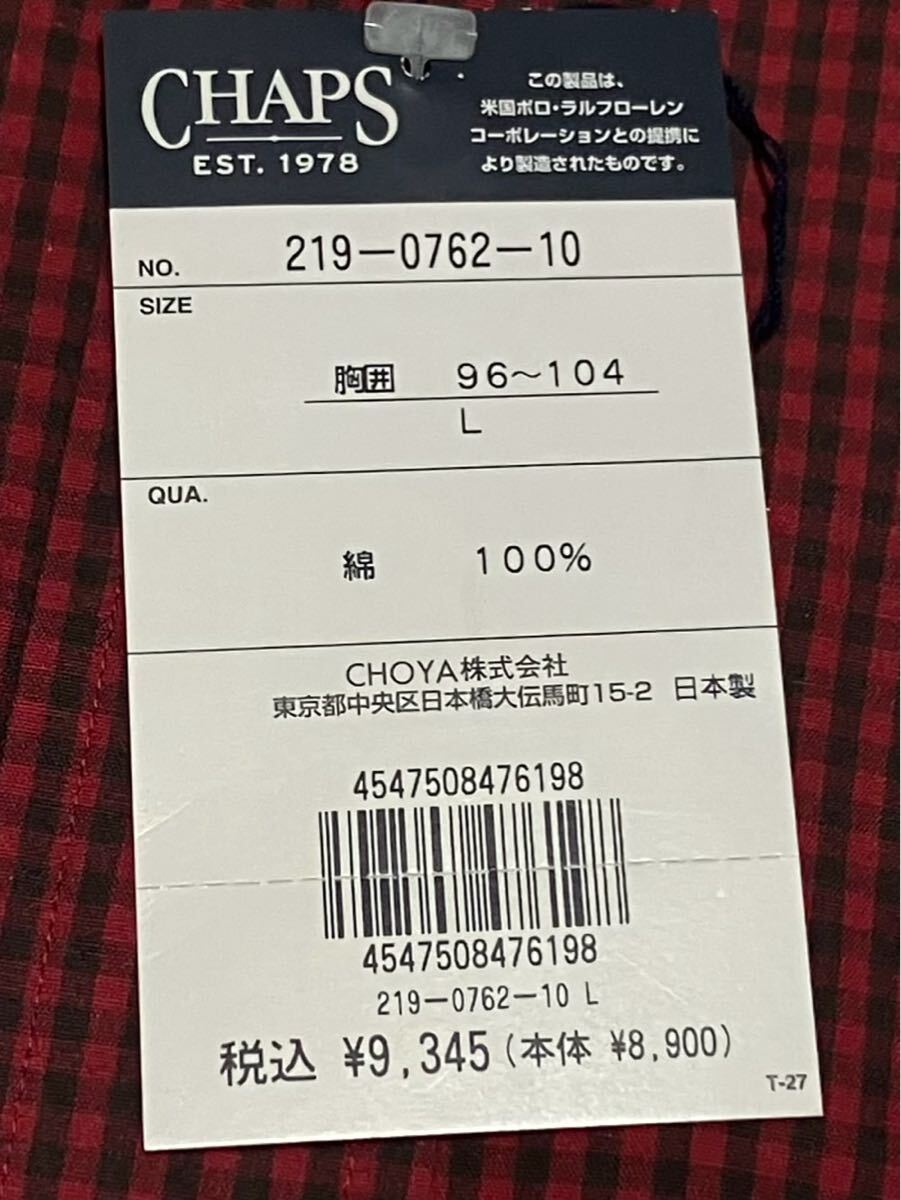 CHAPS
EST. 1978
この製品は、
米国ポロ・ラルフローレン
コーポレーションとの提携に
より製造されたものです。
NO. 219-0762-10
SIZE
胸囲 96~104
L
QUA.
綿 100%
CHOYA株式会社
東京都中央区日本橋大伝馬町15-2 日本製
4547508476198
4547508476198
219-0762-10 L
税込 ¥9,345 (本体 ¥8,900)
T-27